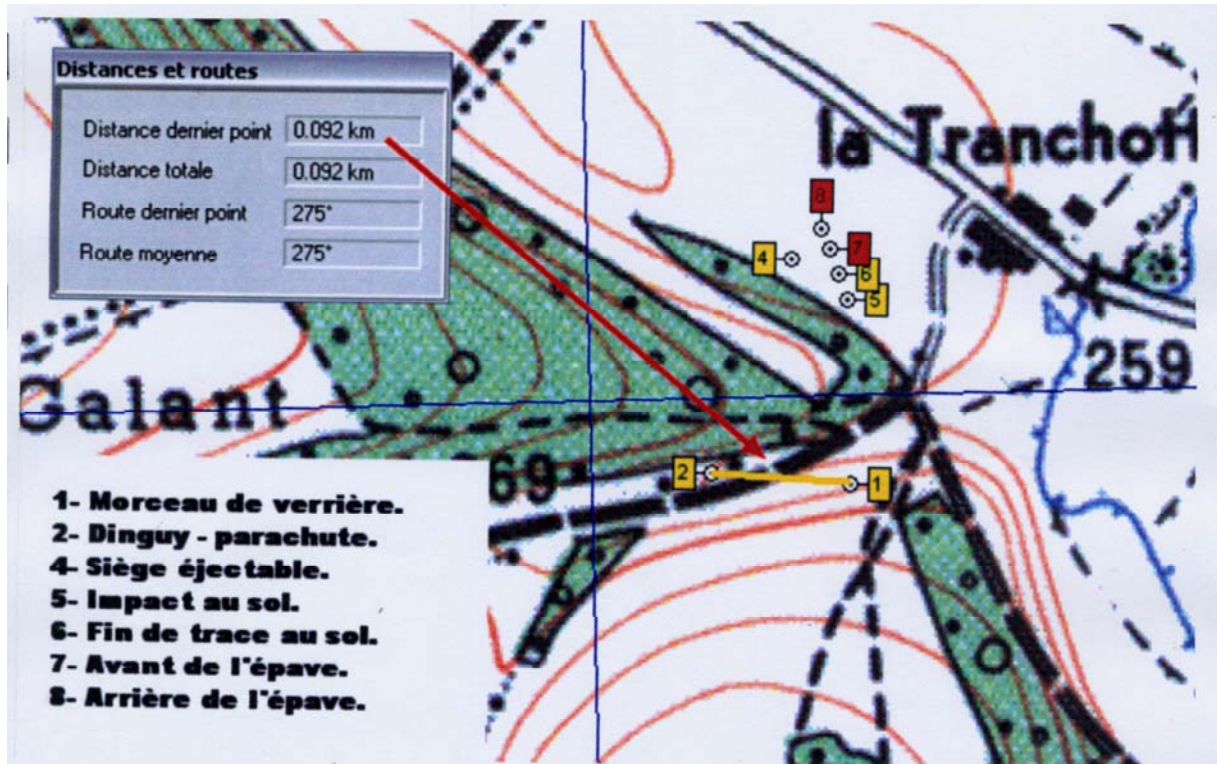 Distances et routes
Distance dernier point 0.092 km
Distance totale 0.092 km
Route dernier point 275°
Route moyenne 275°
la Tranchott
8
7
4
6
5
259
Galant
69
2
1
1- Morceau de verrière.
2- Dinguy - parachute.
4- Siège éjectable.
5- Impact au sol.
6- Fin de trace au sol.
7- Avant de l'épave.
8- Arrière de l'épave.